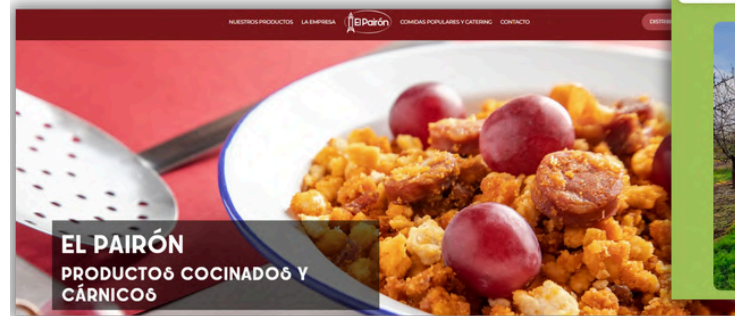 NUESTROS PRODUCTOS LA EMPRESA El Pairón COMIDAS POPULARES Y CATERING CONTACTO
EL PAIRÓN
PRODUCTOS COCINADOS Y
CÁRNICOS